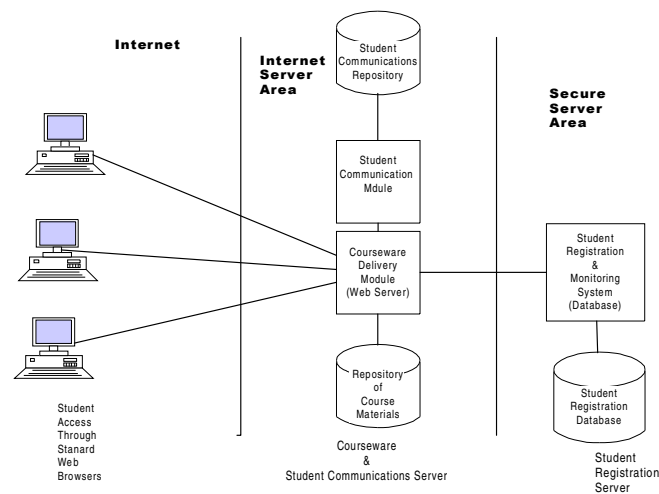 Internet
Internet
Server
Area
Student
Communications
Repository
Secure
Server
Area
Student
Communication
Mdule
Courseware
Delivery
Module
(Web Server)
Student
Registration
&
Monitoring
System
(Database)
Repository
of
Course
Materials
Student
Registration
Database
Student
Access
Through
Stanard
Web
Browsers
Courseware
&
Student Communications Server
Student
Registration
Server